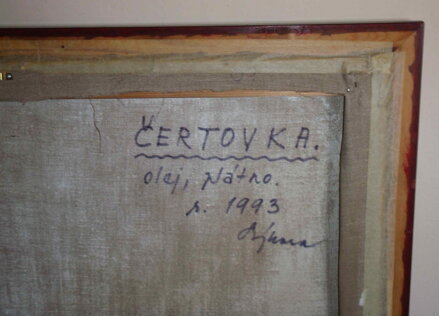 ČERTOVKA.
olej, plátno.
r. 1993